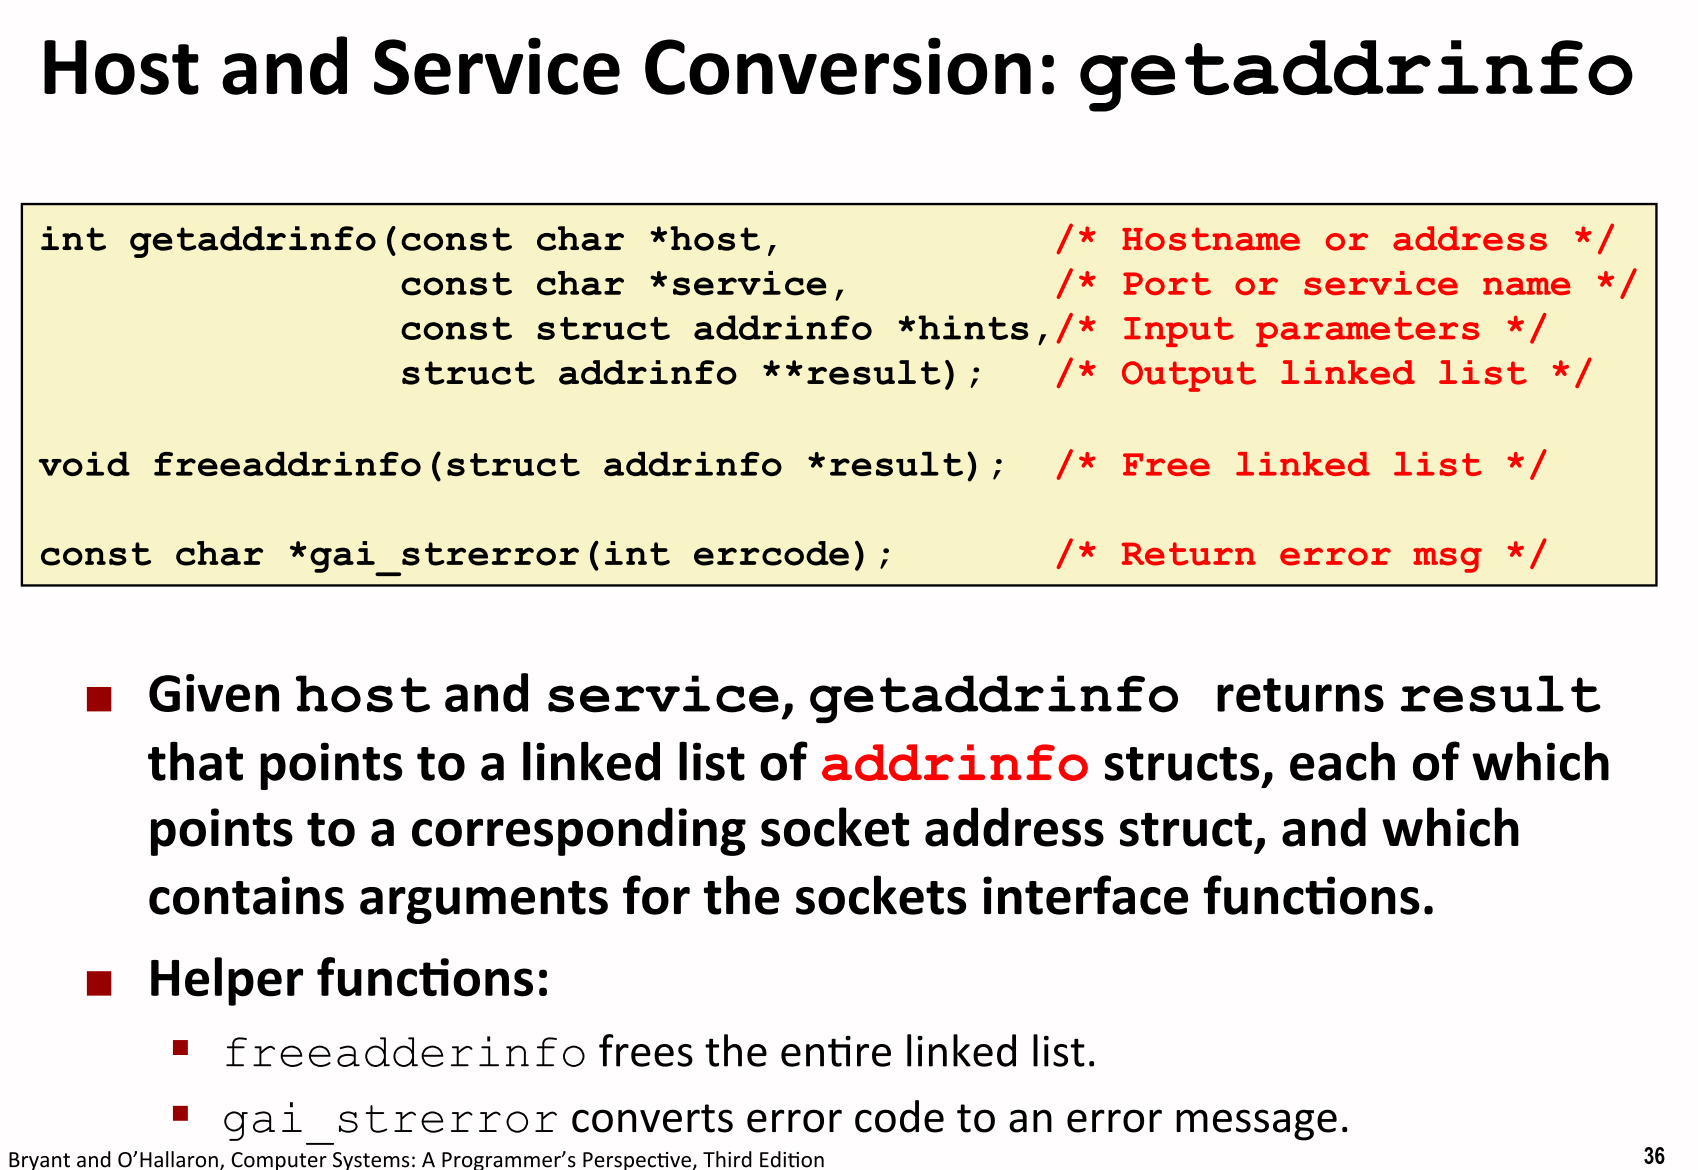 Host and Service Conversion: getaddrinfo
int getaddrinfo(const char *host, /* Hostname or address */
const char *service, /* Port or service name */
const struct addrinfo *hints,/* Input parameters */
struct addrinfo **result); /* Output linked list */
void freeaddrinfo(struct addrinfo *result); /* Free linked list */
const char *gai_strerror(int errcode); /* Return error msg */
■ Given host and service, getaddrinfo returns result
that points to a linked list of addrinfo structs, each of which
points to a corresponding socket address struct, and which
contains arguments for the sockets interface functions.
■ Helper functions:
▪ freeadderinfo frees the entire linked list.
▪ gai_strerror converts error code to an error message.
Bryant and O’Hallaron, Computer Systems: A Programmer’s Perspective, Third Edition
36